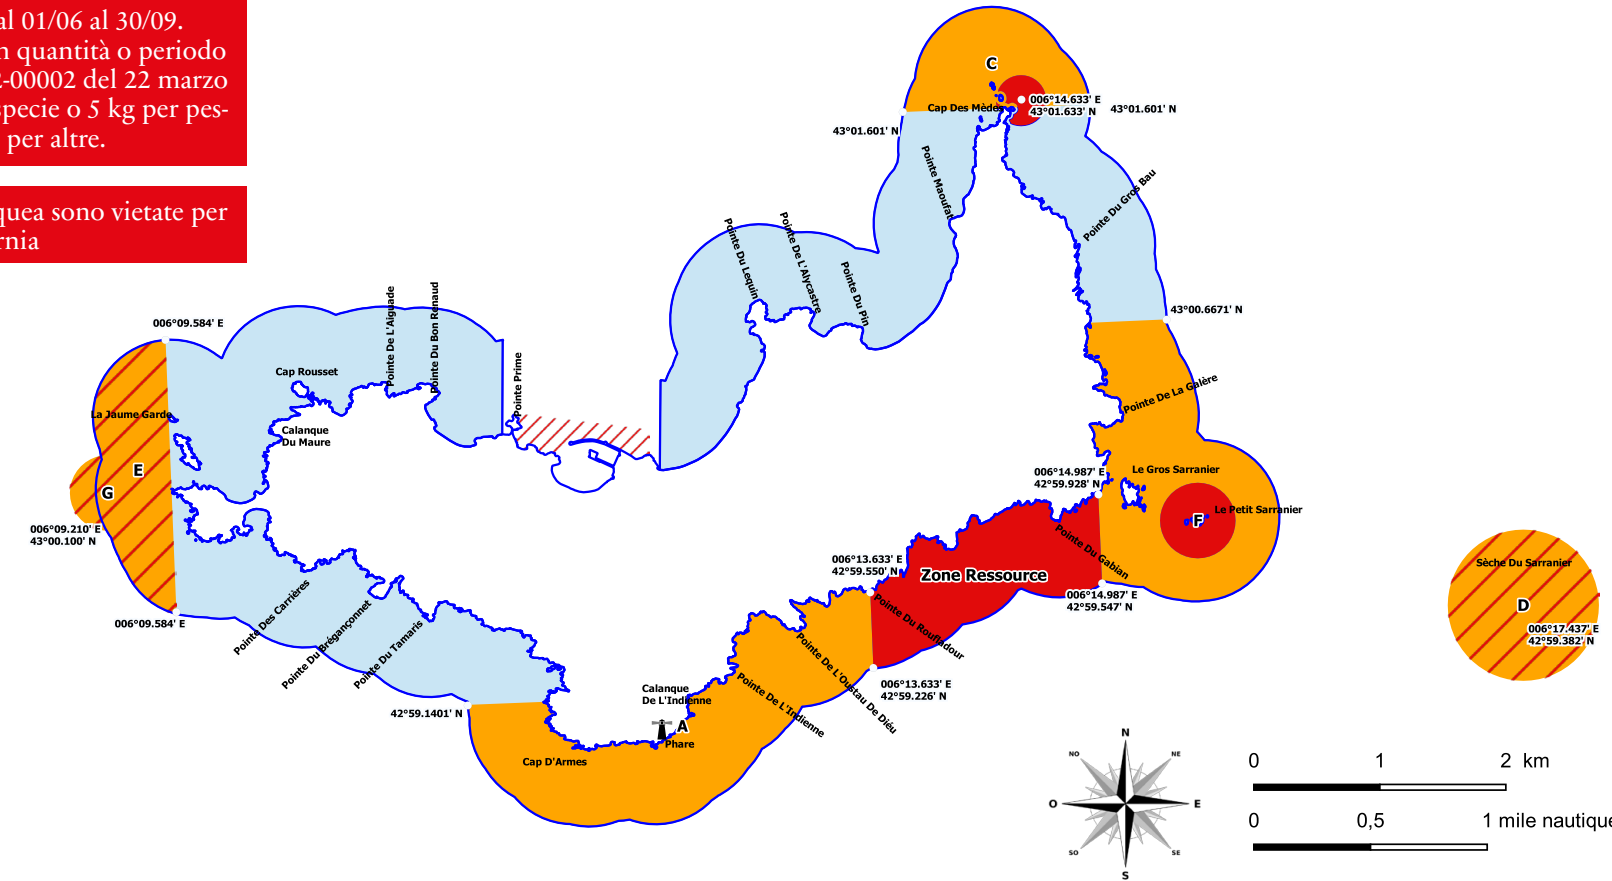 al 01/06 al 30/09.
n quantità o periodo
2-00002 del 22 marzo
specie o 5 kg per pes-
per altre.
quea sono vietate per
rnia
C
Cap Des Mèdes
006°14.633' E
43°01.633' N
43°01.601' N
43°01.601' N
Pointe Maoufat
Pointe Du Gros Bau
Pointe Du Lequin
Pointe De L'Alycastre
Pointe Du Pin
43°00.6671' N
006°09.584' E
Pointe De L'Aiguade
Pointe Du Bon Renaud
Pointe Prime
Cap Rousset
Calanque
Du Maure
La Jaume Garde
E
G
006°09.210' E
43°00.100' N
006°09.584' E
Pointe De La Galère
Le Gros Sarranier
006°14.987' E
42°59.928' N
Le Petit Sarranier
F
Pointe Du Gabian
006°14.987' E
42°59.547' N
Zone Ressource
006°13.633' E
42°59.550' N
Pointe Du Roufladour
006°13.633' E
42°59.226' N
Pointe De L'Oustau De Diéu
Pointe De L'Indienne
Calanque
De L'Indienne
A
Phare
Cap D'Armes
42°59.1401' N
Pointe Des Carrières
Pointe Du Brégançonnet
Pointe Du Tamaris
Sèche Du Sarranier
D
006°17.437' E
42°59.382' N
N
NO
NE
O
E
SO
SE
S
0 1 2 km
0 0,5 1 mile nautique